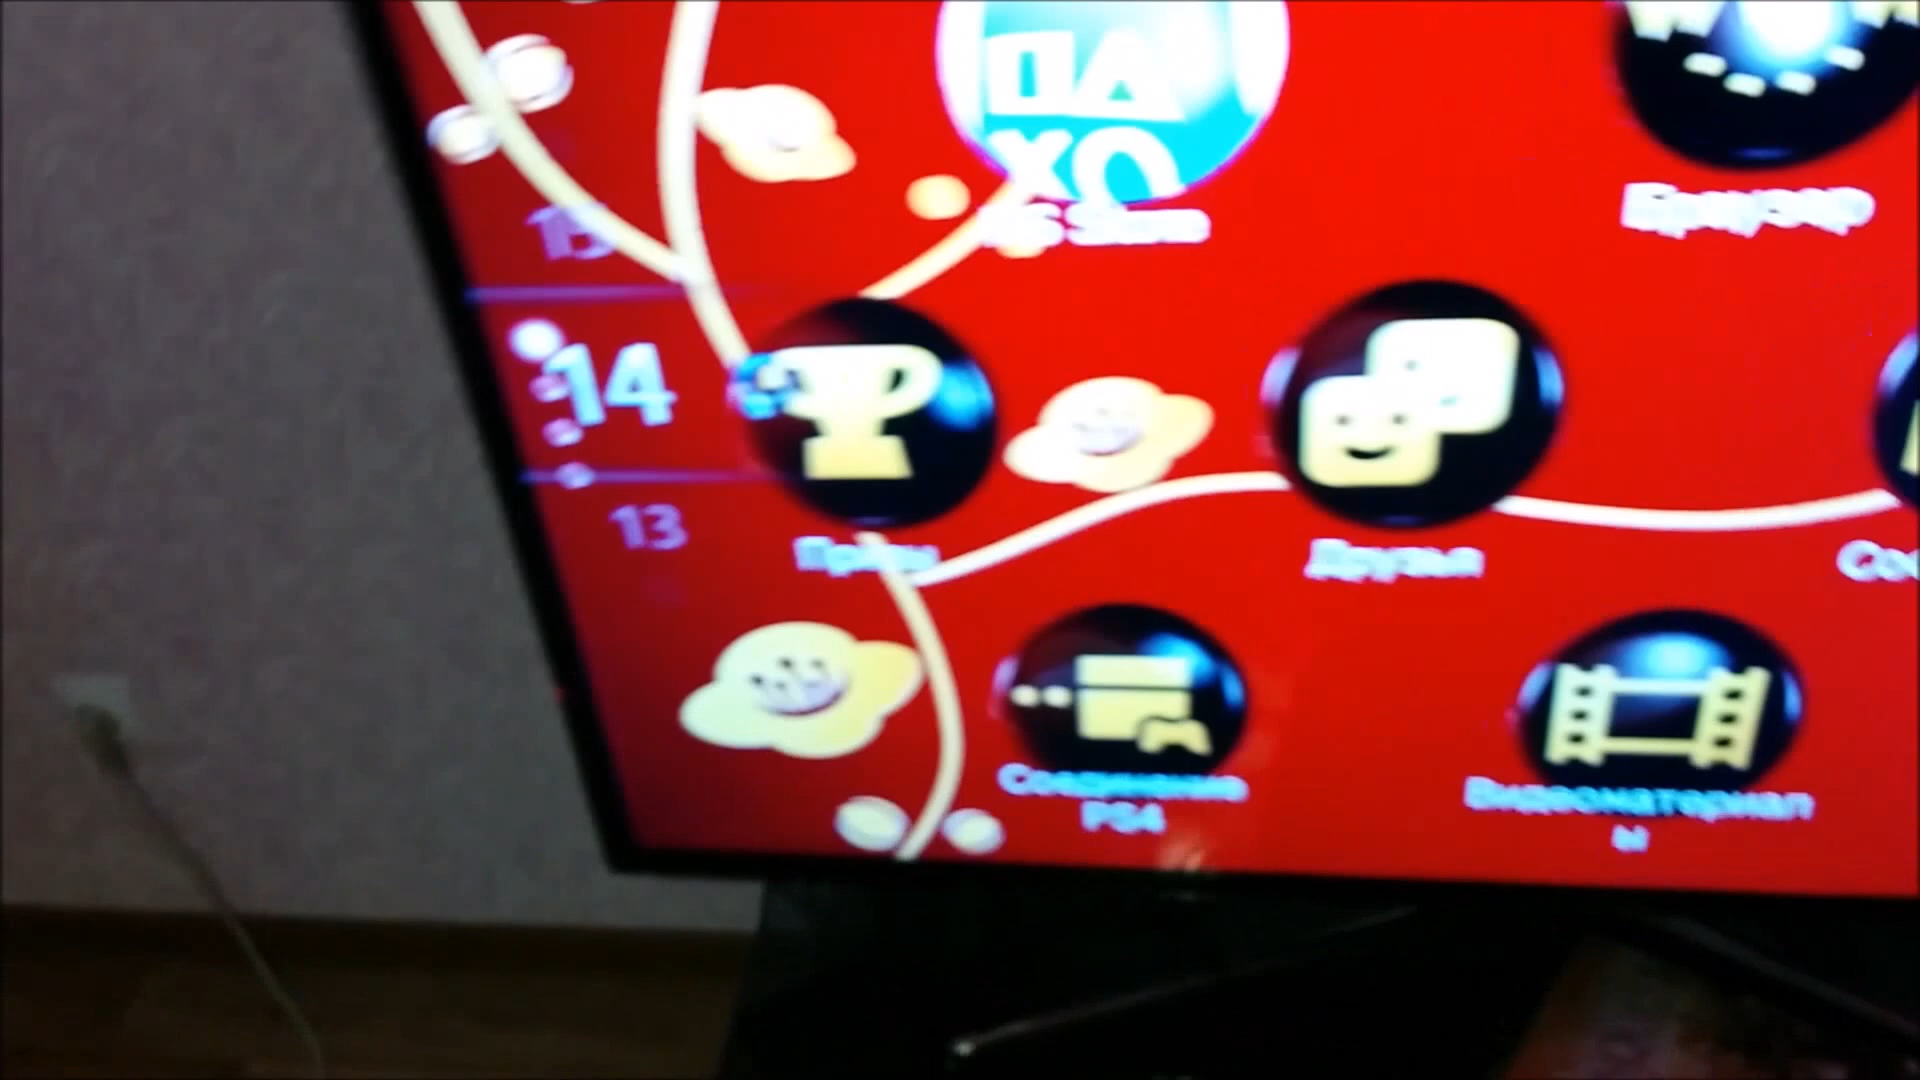 PS Store
Браузер
15
14
13
Призы
Друзья
Соединение
PS4
Видеоматериал
ы